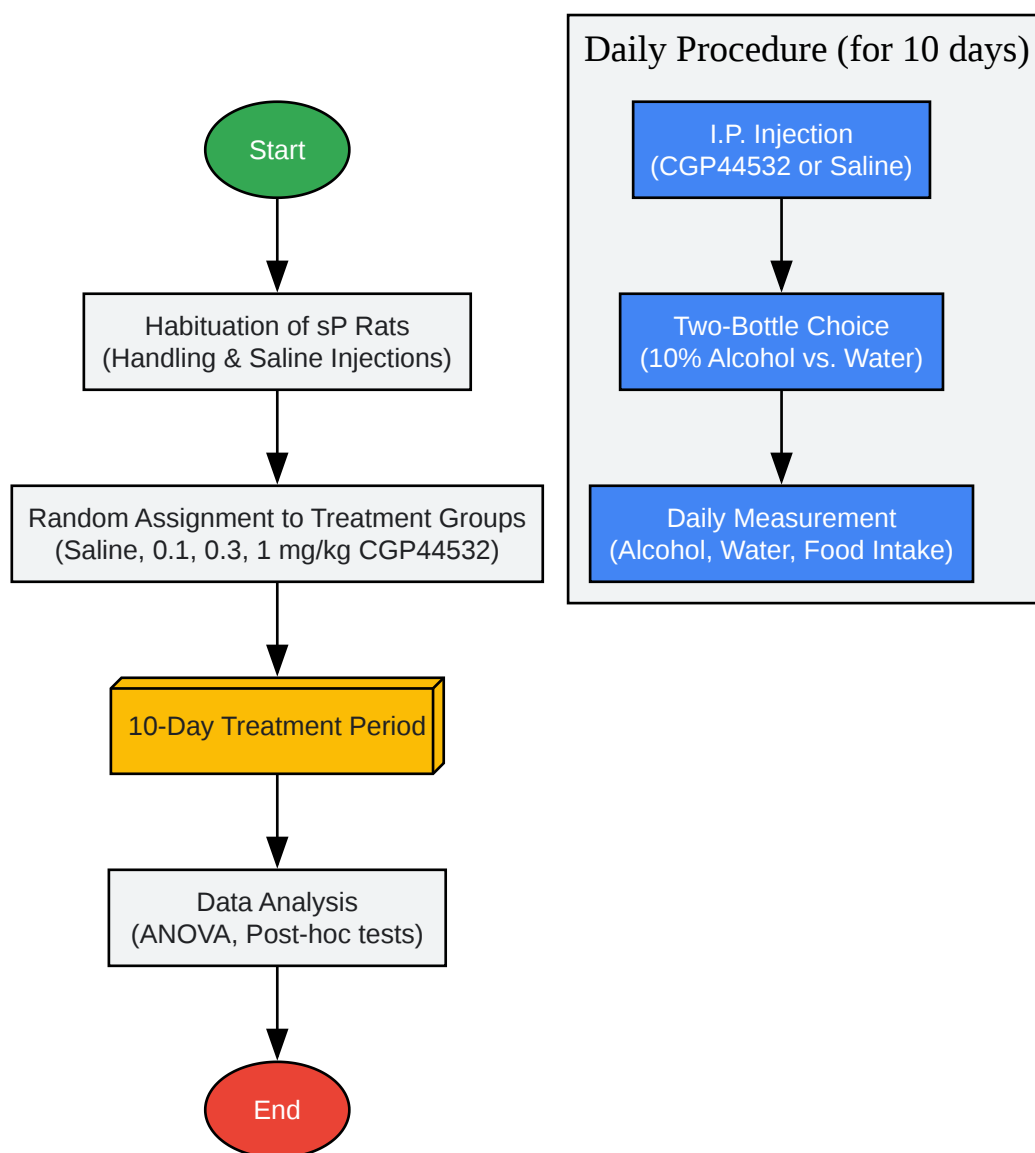 Start
Habituation of sP Rats
(Handling & Saline Injections)
Random Assignment to Treatment Groups
(Saline, 0.1, 0.3, 1 mg/kg CGP44532)
10-Day Treatment Period
Data Analysis
(ANOVA, Post-hoc tests)
End
Daily Procedure (for 10 days)
I.P. Injection
(CGP44532 or Saline)
Two-Bottle Choice
(10% Alcohol vs. Water)
Daily Measurement
(Alcohol, Water, Food Intake)